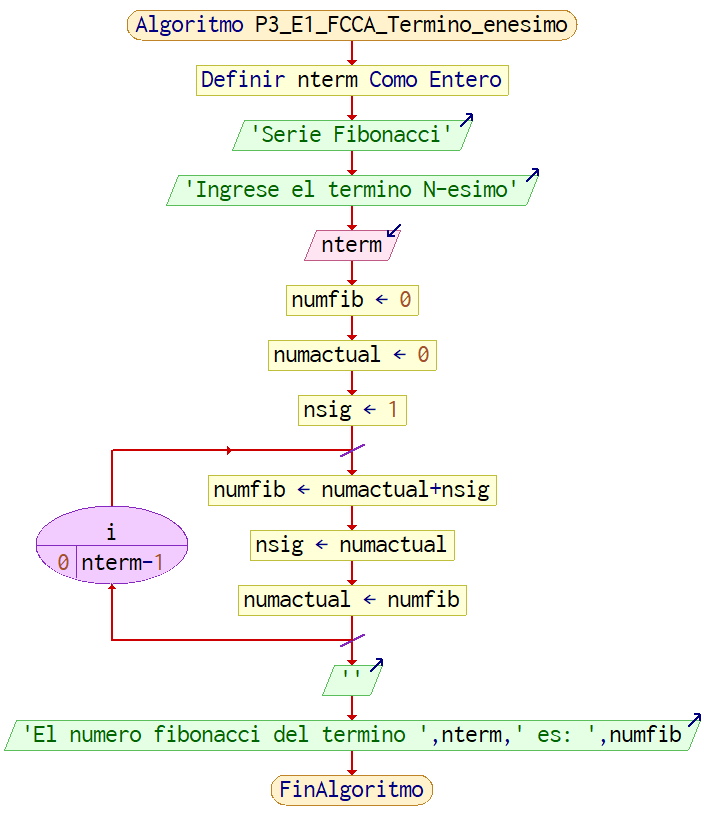 Algoritmo P3_E1_FCCA_Termino_enesimo
Definir nterm Como Entero
'Serie Fibonacci'
'Ingrese el termino N-esimo'
nterm
numfib ← 0
numactual ← 0
nsig ← 1
numfib ← numactual+nsig
i
0 nterm-1
nsig ← numactual
numactual ← numfib
''
'El numero fibonacci del termino ',nterm,' es: ',numfib
FinAlgoritmo